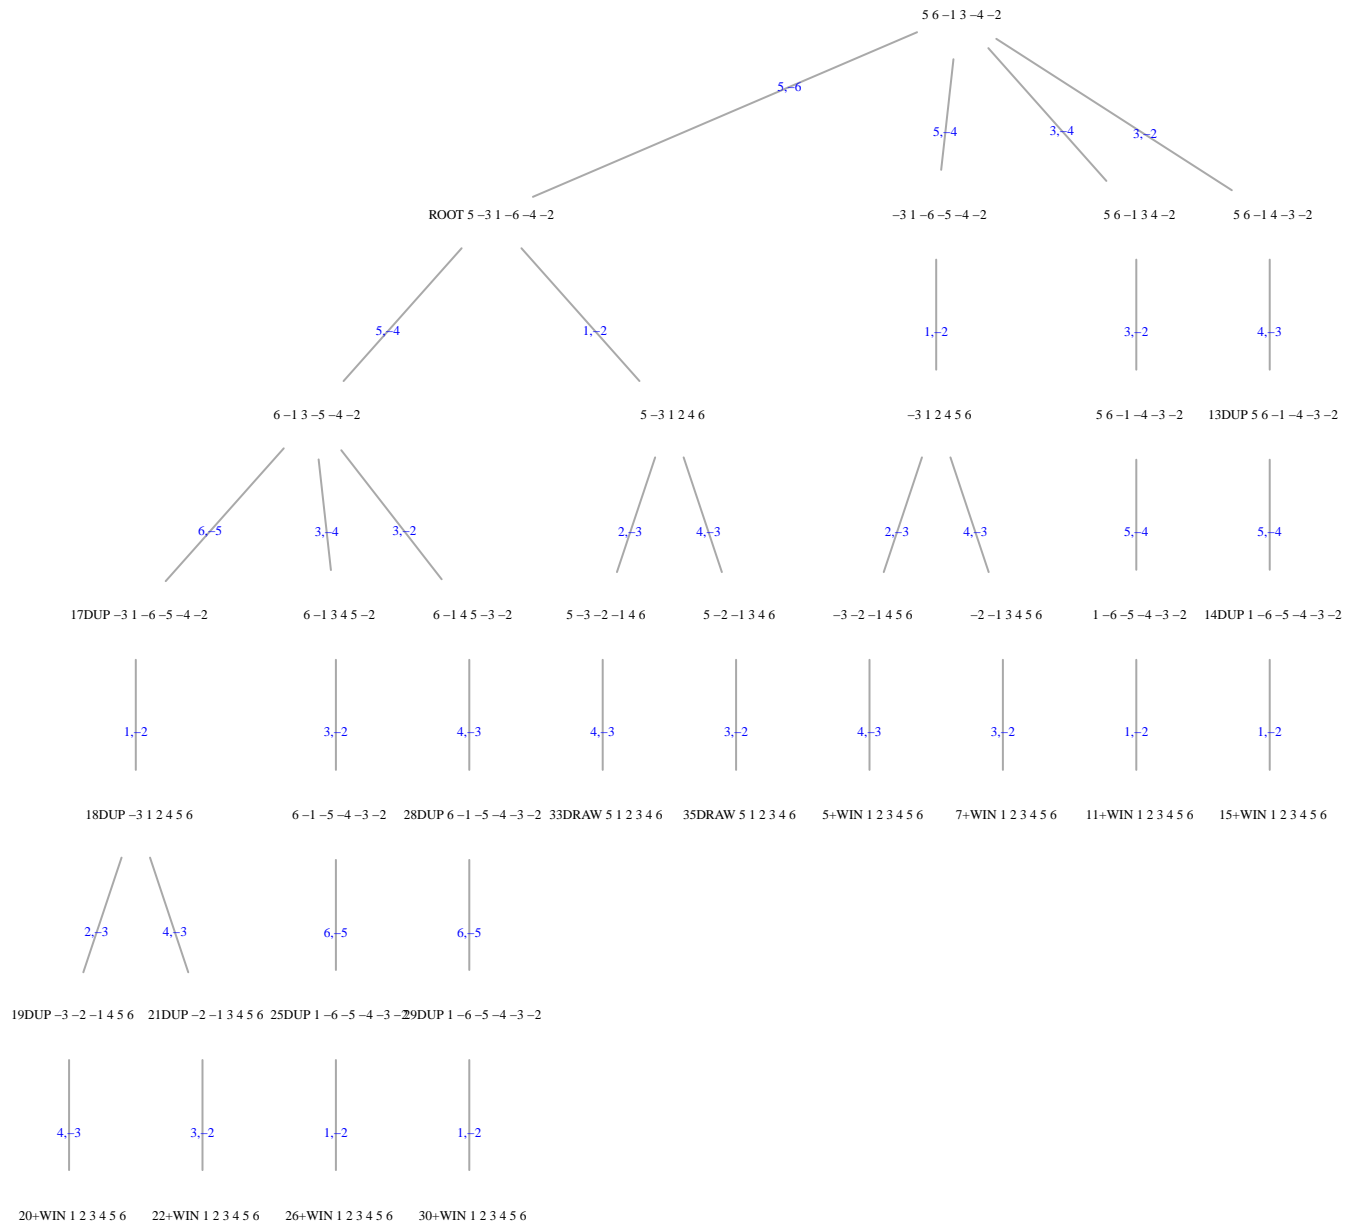 5 6 −1 3 −4 −2
5,−6
5,−4
3,−4
3,−2
ROOT 5 −3 1 −6 −4 −2
−3 1 −6 −5 −4 −2
5 6 −1 3 4 −2
5 6 −1 4 −3 −2
5,−4
1,−2
1,−2
3,−2
4,−3
6 −1 3 −5 −4 −2
5 −3 1 2 4 6
−3 1 2 4 5 6
5 6 −1 −4 −3 −2
13DUP 5 6 −1 −4 −3 −2
6,−5
3,−4
3,−2
2,−3
4,−3
2,−3
4,−3
5,−4
5,−4
17DUP −3 1 −6 −5 −4 −2
6 −1 3 4 5 −2
6 −1 4 5 −3 −2
5 −3 −2 −1 4 6
5 −2 −1 3 4 6
−3 −2 −1 4 5 6
−2 −1 3 4 5 6
1 −6 −5 −4 −3 −2
14DUP 1 −6 −5 −4 −3 −2
1,−2
3,−2
4,−3
4,−3
3,−2
4,−3
3,−2
1,−2
1,−2
18DUP −3 1 2 4 5 6
6 −1 −5 −4 −3 −2
28DUP 6 −1 −5 −4 −3 −2
33DRAW 5 1 2 3 4 6
35DRAW 5 1 2 3 4 6
5+WIN 1 2 3 4 5 6
7+WIN 1 2 3 4 5 6
11+WIN 1 2 3 4 5 6
15+WIN 1 2 3 4 5 6
2,−3
4,−3
6,−5
6,−5
19DUP −3 −2 −1 4 5 6
21DUP −2 −1 3 4 5 6
25DUP 1 −6 −5 −4 −3 −2
29DUP 1 −6 −5 −4 −3 −2
4,−3
3,−2
1,−2
1,−2
20+WIN 1 2 3 4 5 6
22+WIN 1 2 3 4 5 6
26+WIN 1 2 3 4 5 6
30+WIN 1 2 3 4 5 6